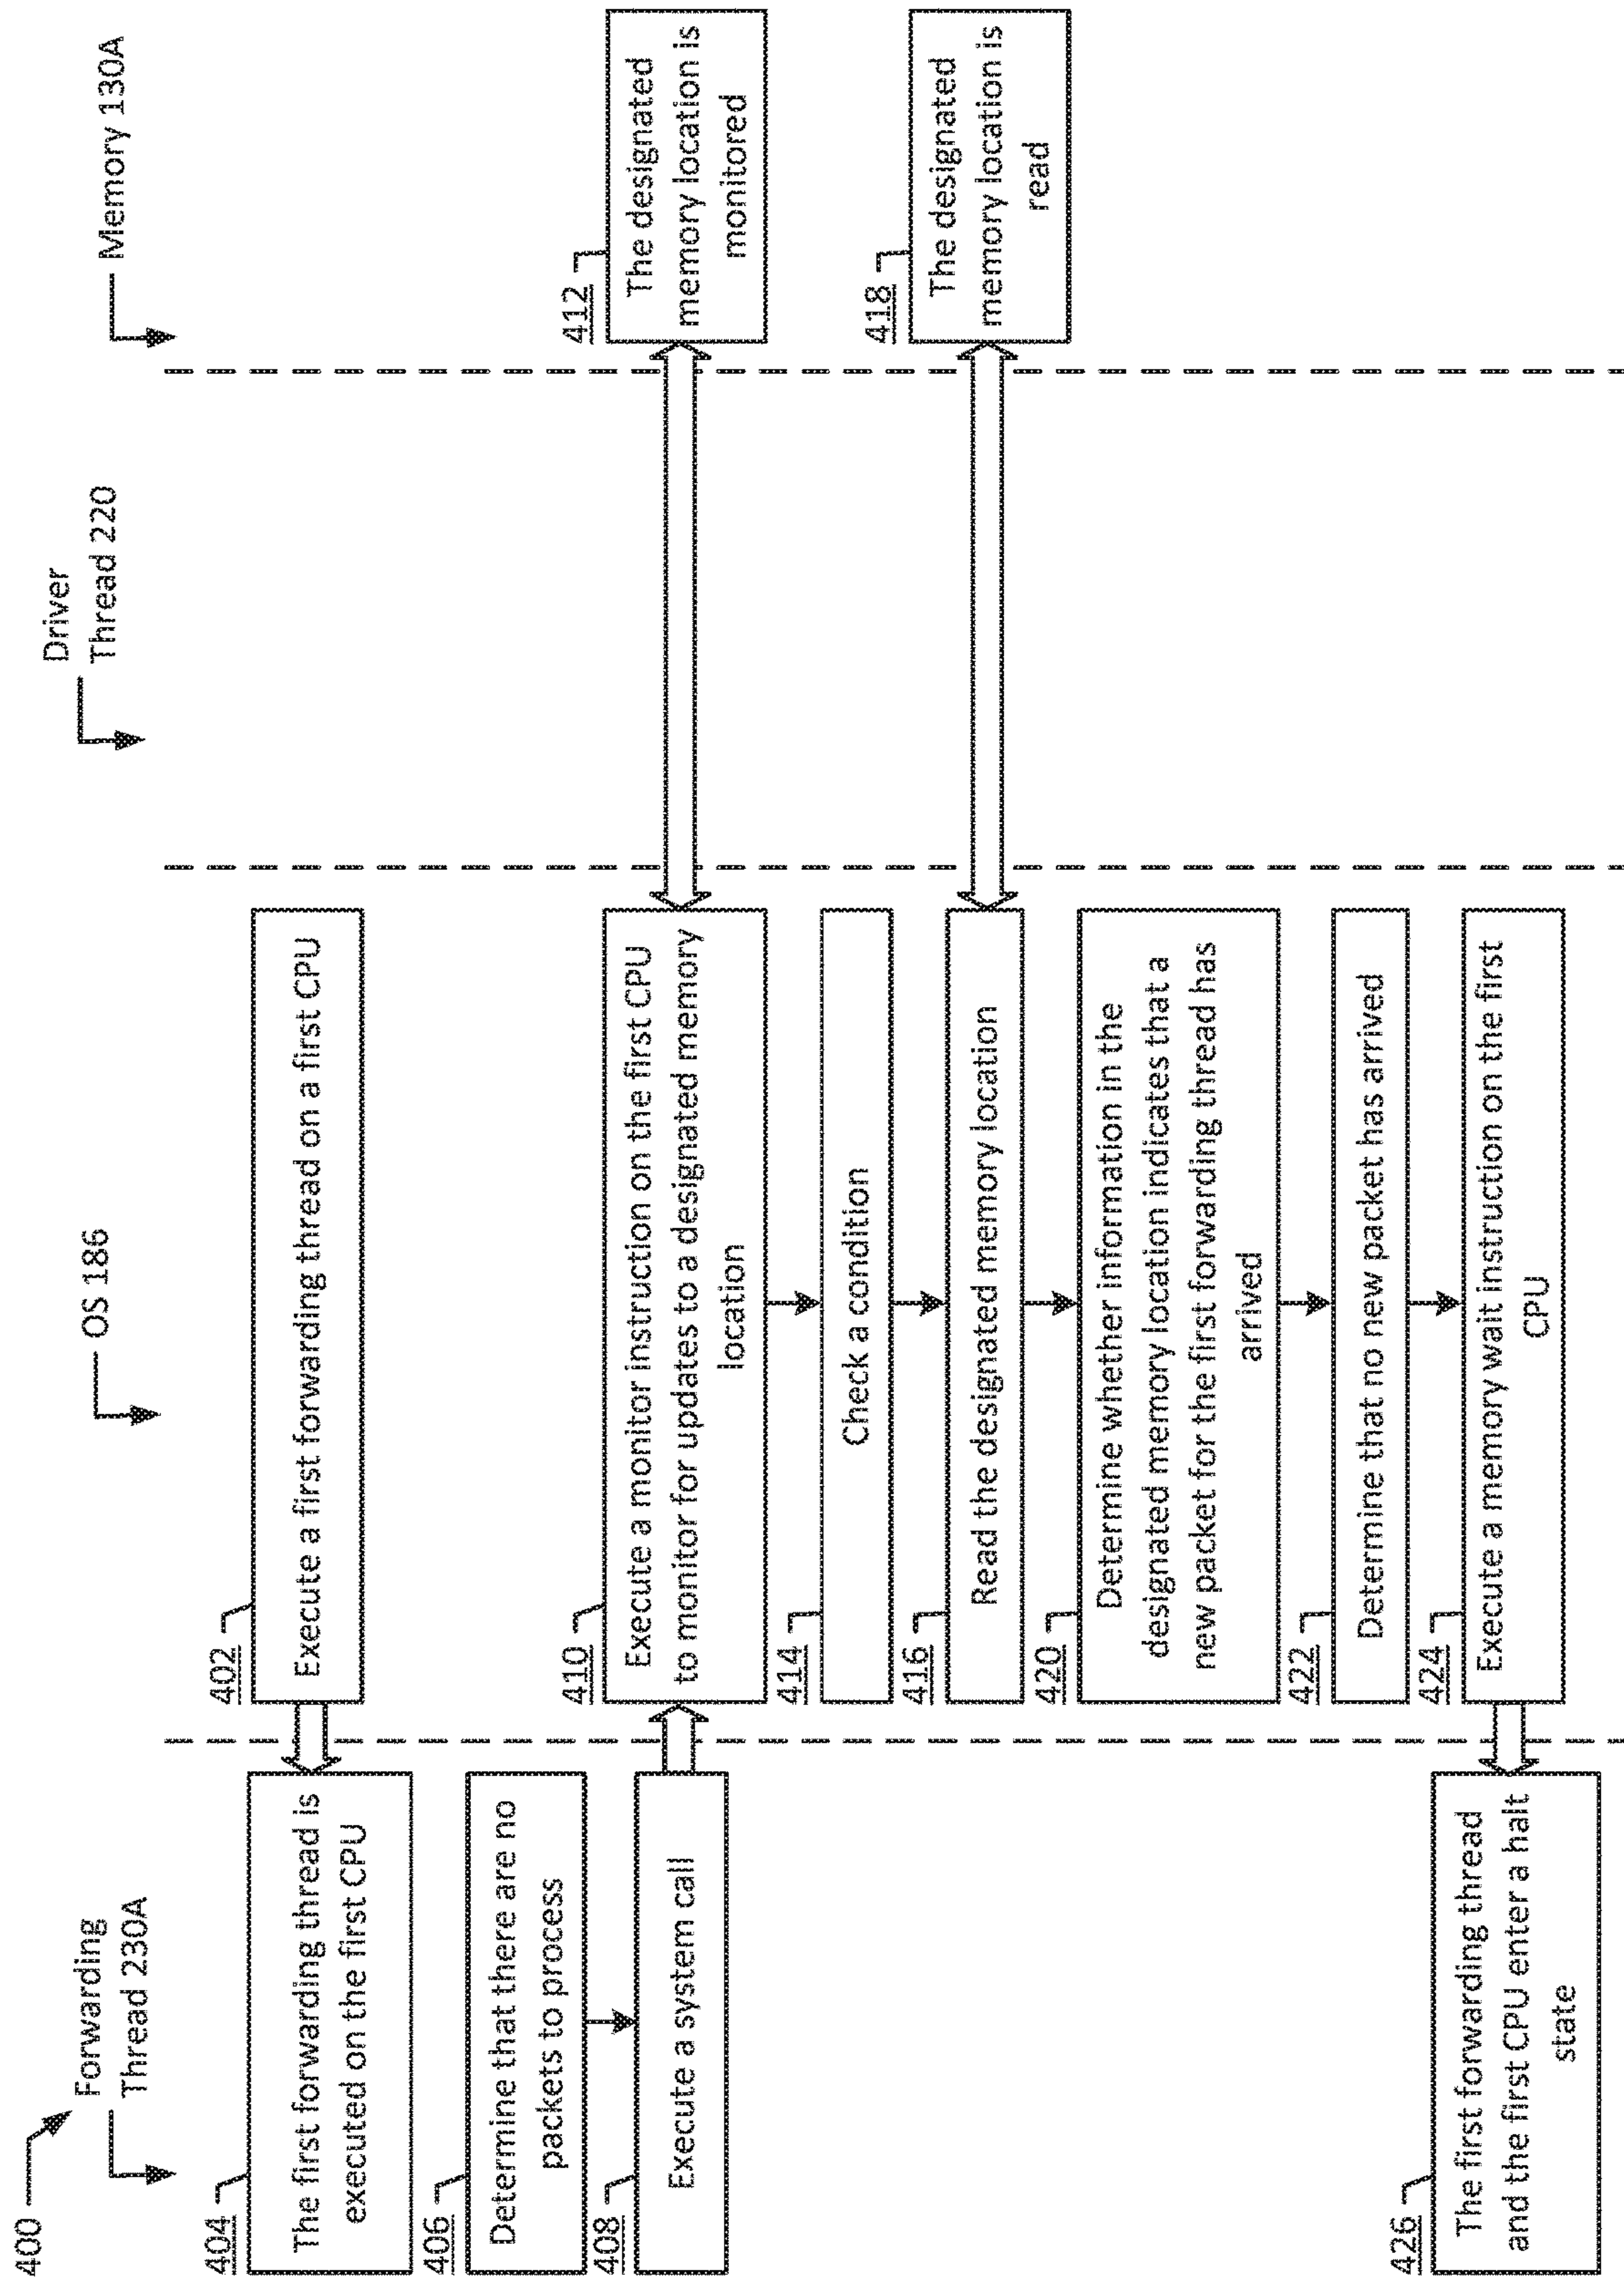 400
Forwarding
Thread 230A
OS 186
Driver
Thread 220
Memory 130A
402
Execute a first forwarding thread on a first CPU
404
The first forwarding thread is
executed on the first CPU
406
Determine that there are no
packets to process
408
Execute a system call
410
Execute a monitor instruction on the first CPU
to monitor for updates to a designated memory
location
412
The designated
memory location is
monitored
414
Check a condition
416
Read the designated memory location
418
The designated
memory location is
read
420
Determine whether information in the
designated memory location indicates that a
new packet for the first forwarding thread has
arrived
422
Determine that no new packet has arrived
424
Execute a memory wait instruction on the first
CPU
426
The first forwarding thread
and the first CPU enter a halt
state